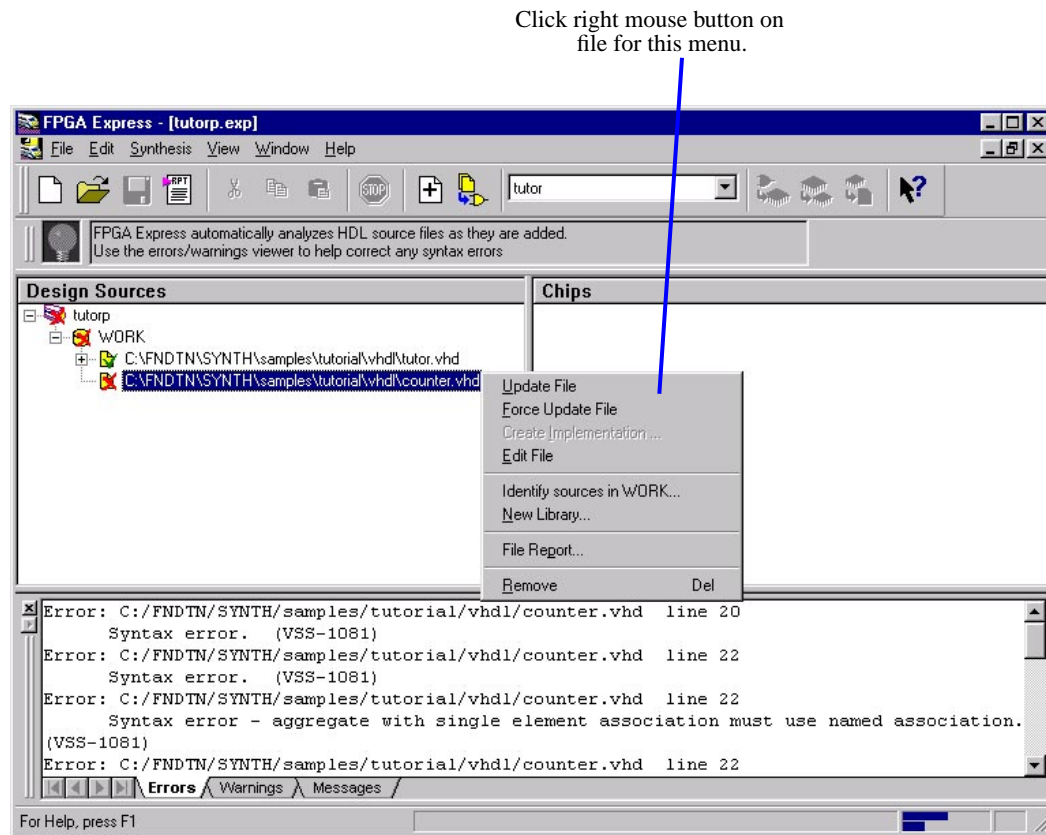 Click right mouse button on
file for this menu.
FPGA Express - [tutorp.exp]
File Edit Synthesis View Window Help
RPT
STOP
tutor
FPGA Express automatically analyzes HDL source files as they are added.
Use the errors/warnings viewer to help correct any syntax errors
Design Sources
Chips
tutorp
WORK
C:\FNDTN\SYNTH\samples\tutorial\vhdl\tutor.vhd
C:\FNDTN\SYNTH\samples\tutorial\vhdl\counter.vhd
Update File
Force Update File
Create Implementation ...
Edit File
Identify sources in WORK...
New Library...
File Report...
Remove Del
Error: C:/FNDTN/SYNTH/samples/tutorial/vhdl/counter.vhd line 20
Syntax error. (VSS-1081)
Error: C:/FNDTN/SYNTH/samples/tutorial/vhdl/counter.vhd line 22
Syntax error. (VSS-1081)
Error: C:/FNDTN/SYNTH/samples/tutorial/vhdl/counter.vhd line 22
Syntax error - aggregate with single element association must use named association.
(VSS-1081)
Error: C:/FNDTN/SYNTH/samples/tutorial/vhdl/counter.vhd line 22
Errors Warnings Messages
For Help, press F1